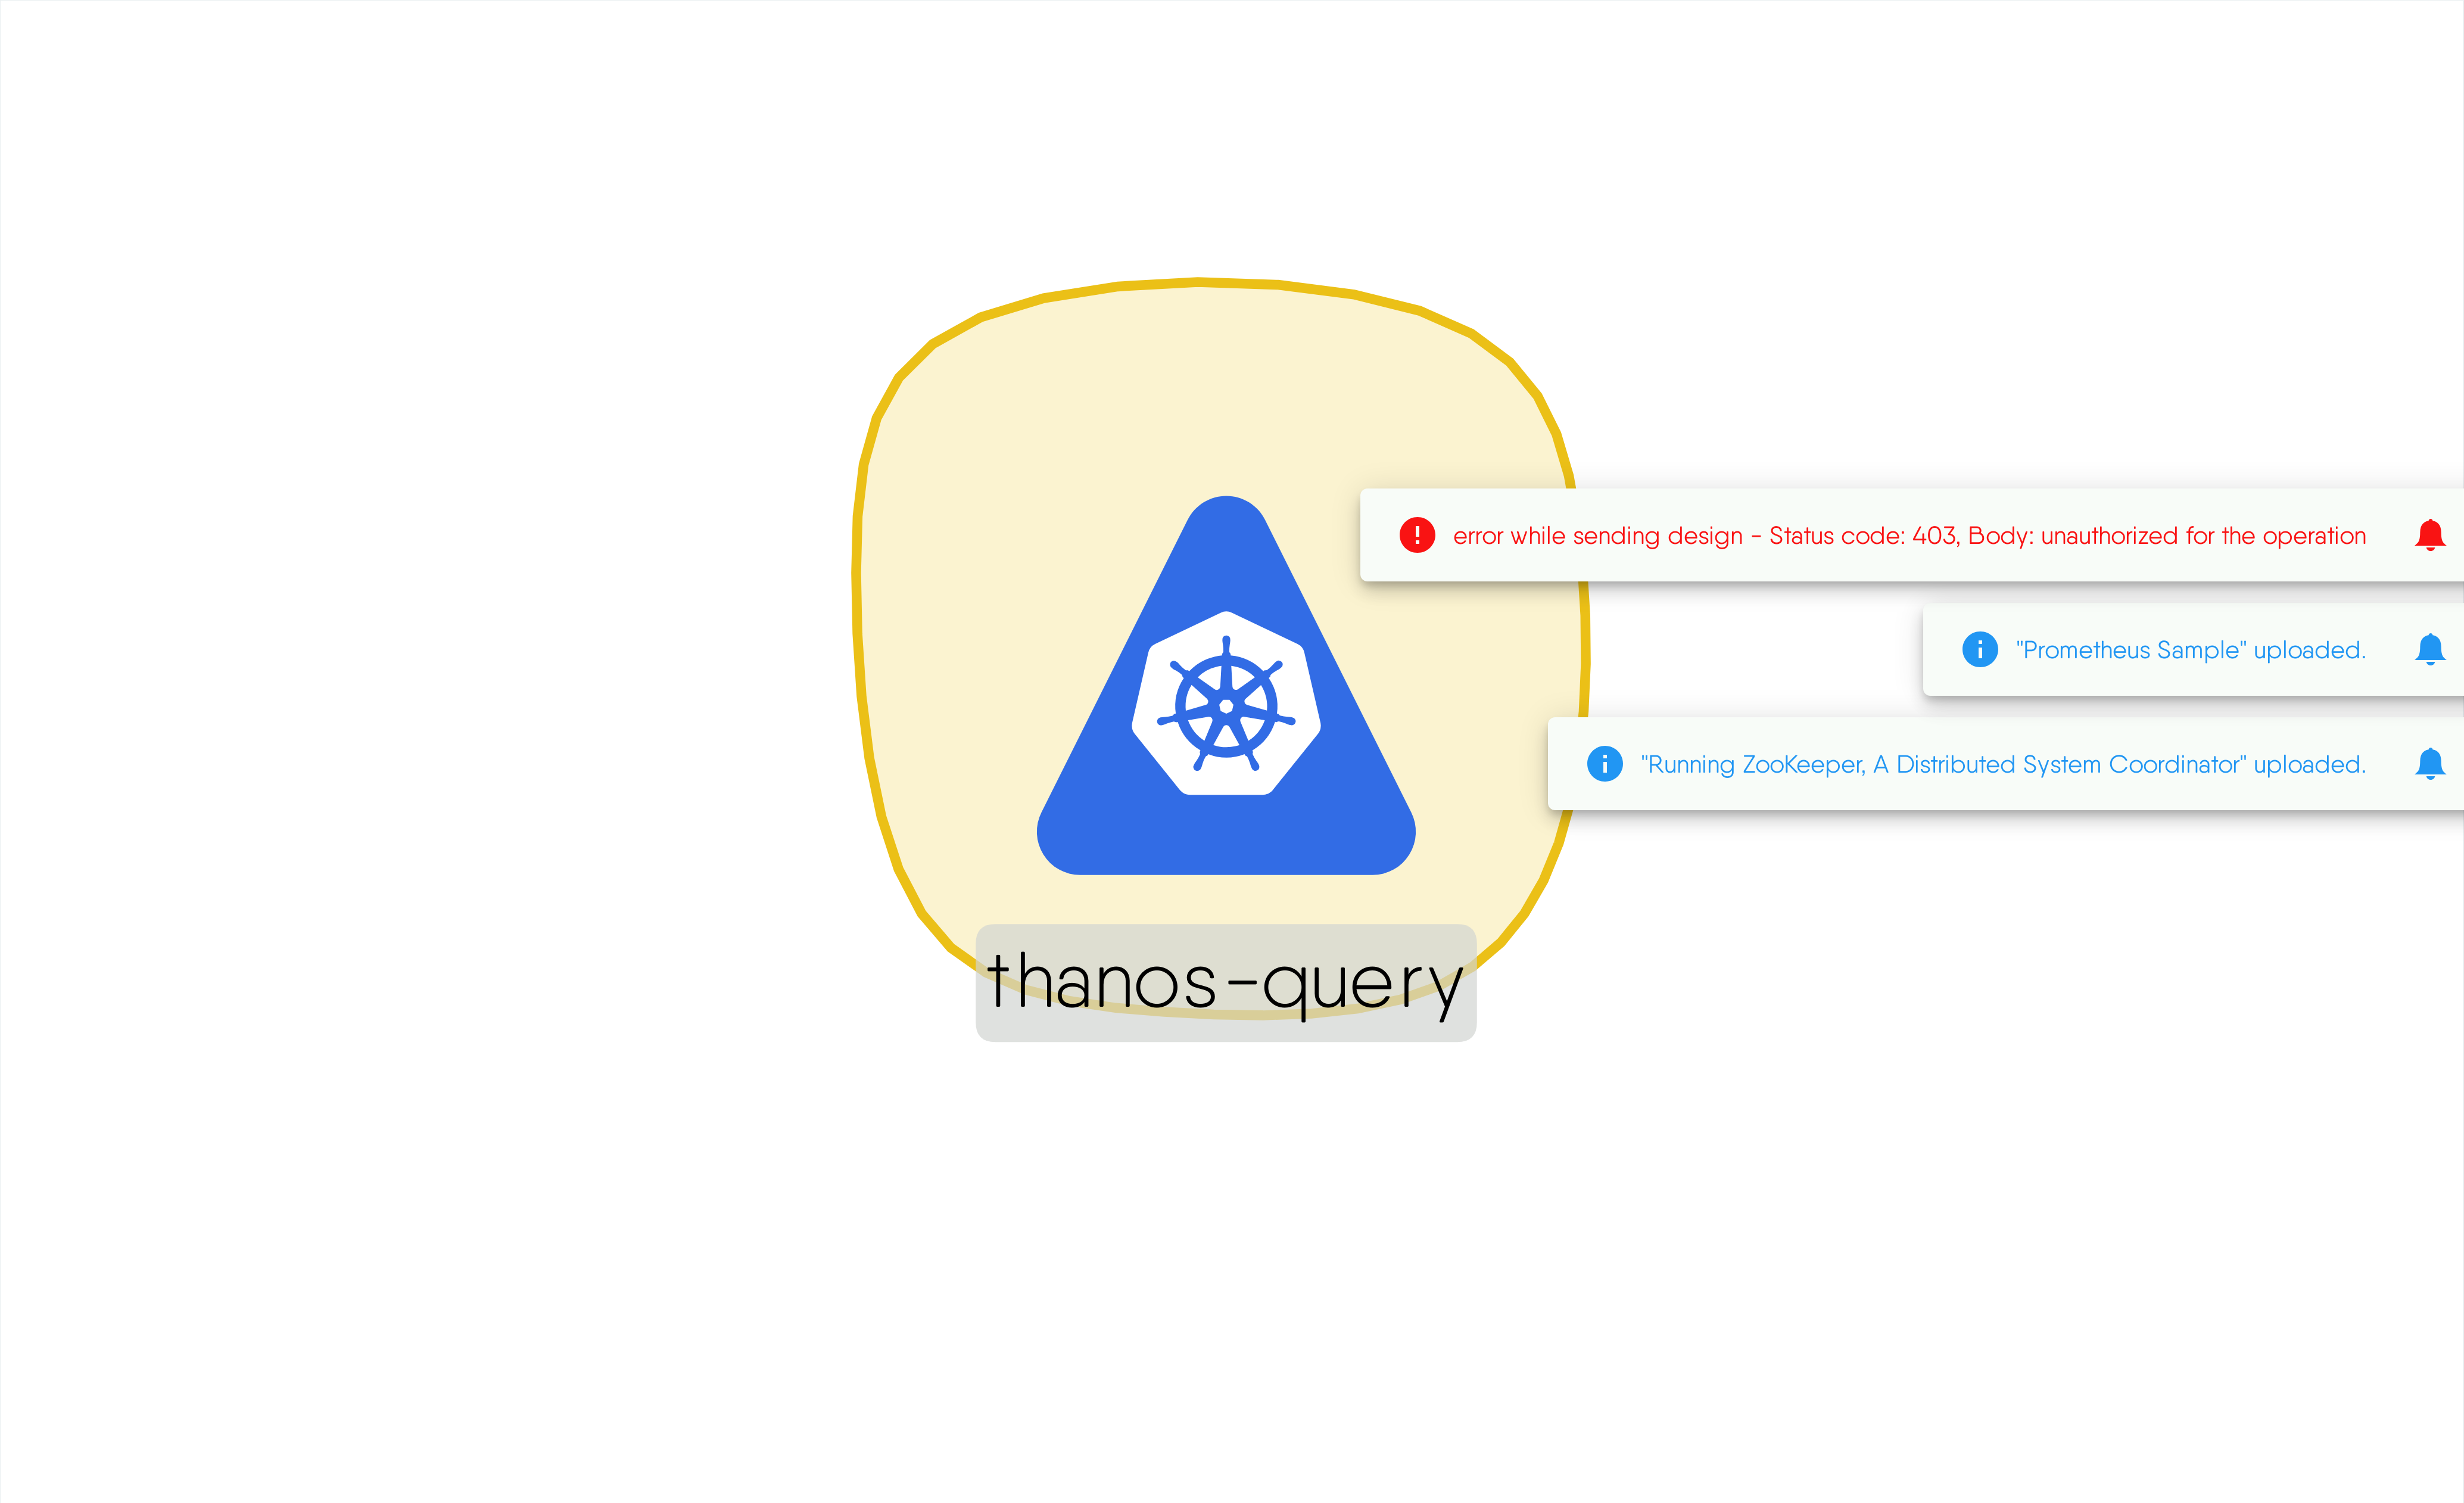 error while sending design - Status code: 403, Body: unauthorized for the operation
"Prometheus Sample" uploaded.
"Running ZooKeeper, A Distributed System Coordinator" uploaded.
thanos-query